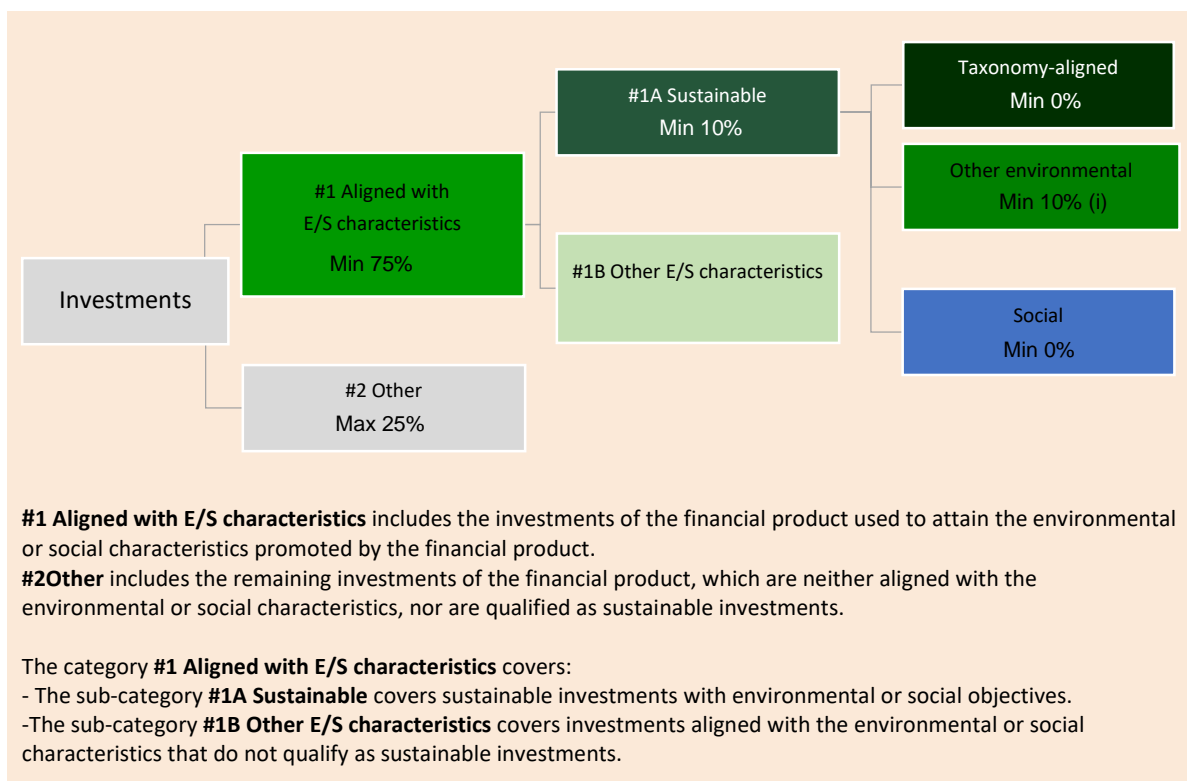 Investments
#1 Aligned with
E/S characteristics
Min 75%
#2 Other
Max 25%
#1A Sustainable
Min 10%
#1B Other E/S characteristics
Taxonomy-aligned
Min 0%
Other environmental
Min 10% (i)
Social
Min 0%
#1 Aligned with E/S characteristics includes the investments of the financial product used to attain the environmental
or social characteristics promoted by the financial product.
#2Other includes the remaining investments of the financial product, which are neither aligned with the
environmental or social characteristics, nor are qualified as sustainable investments.
The category #1 Aligned with E/S characteristics covers:
- The sub-category #1A Sustainable covers sustainable investments with environmental or social objectives.
-The sub-category #1B Other E/S characteristics covers investments aligned with the environmental or social
characteristics that do not qualify as sustainable investments.